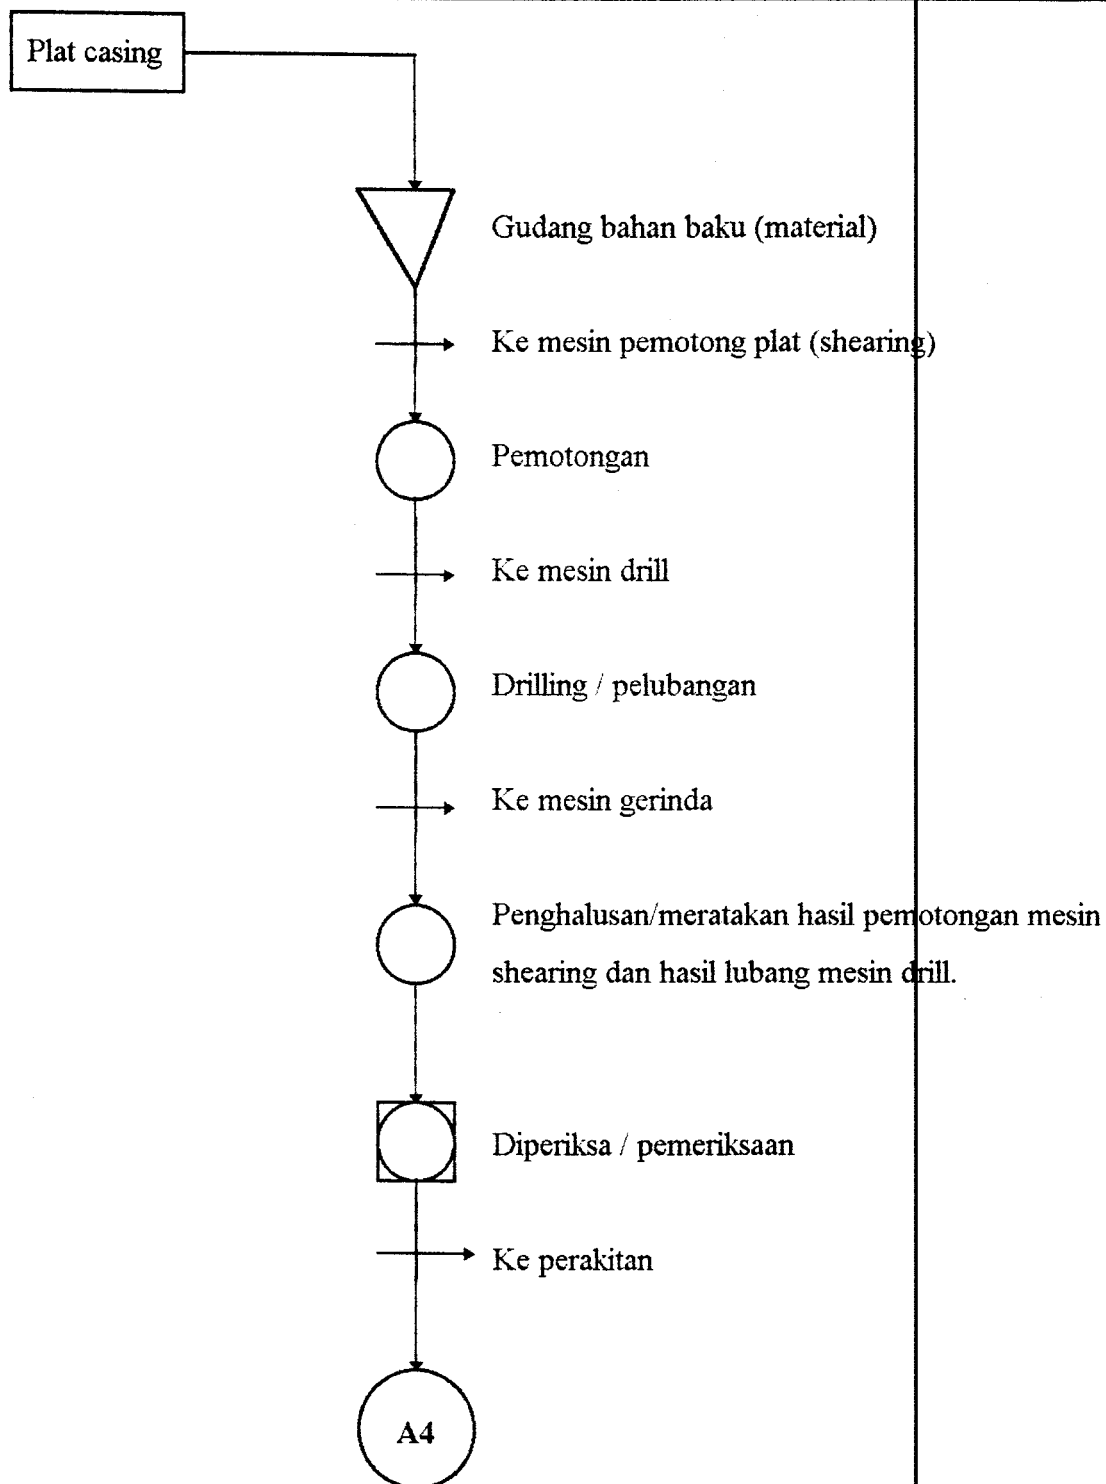 Plat casing
Gudang bahan baku (material)
Ke mesin pemotong plat (shearing)
Pemotongan
Ke mesin drill
Drilling / pelubangan
Ke mesin gerinda
Penghalusan/meratakan hasil pemotongan mesin
shearing dan hasil lubang mesin drill.
Diperiksa / pemeriksaan
Ke perakitan
A4